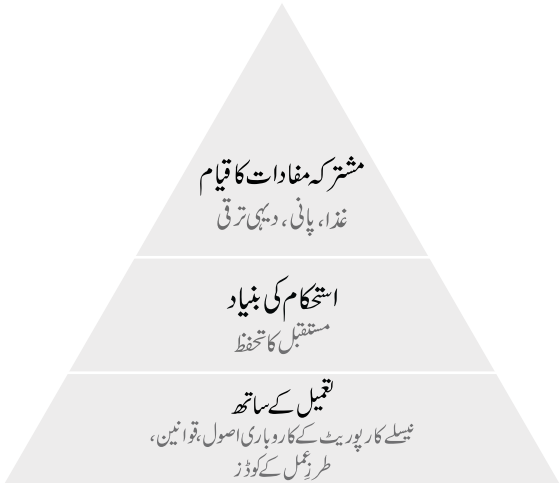 مشترکہ مفادات کا قیام
غذا، پانی، دیہی ترقی
استحکام کی بنیاد
مستقبل کا تحفظ
تعمیل کے ساتھ
نیسلے کارپوریٹ کے کاروباری اصول، قوانین،
طرزِ عمل کے کوڈز